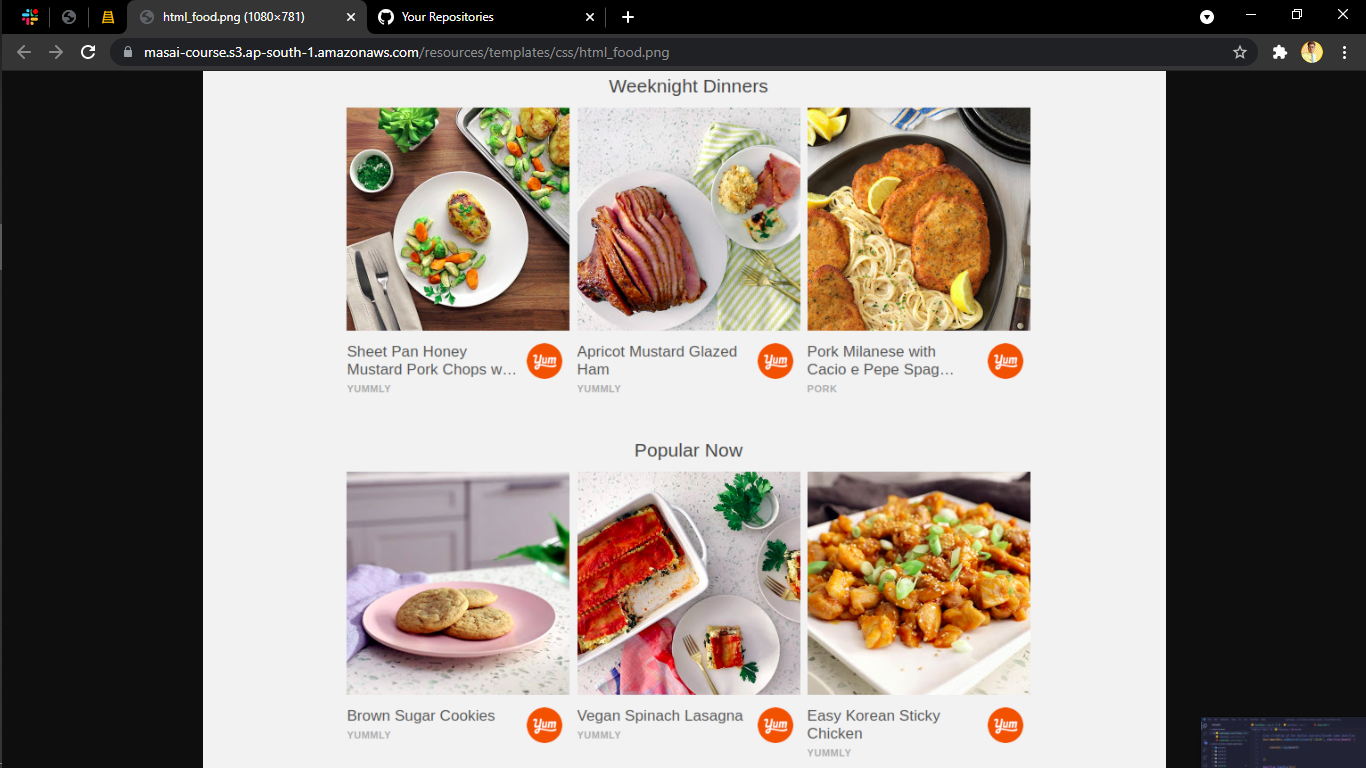 html_food.png (1080×781)
Your Repositories
masai-course.s3.ap-south-1.amazonaws.com/resources/templates/css/html_food.png
Weeknight Dinners
Sheet Pan Honey
Mustard Pork Chops w…
YUMMLY
Yum
Apricot Mustard Glazed
Ham
YUMMLY
Yum
Pork Milanese with
Cacio e Pepe Spag…
PORK
Yum
Popular Now
Brown Sugar Cookies
YUMMLY
Yum
Vegan Spinach Lasagna
YUMMLY
Yum
Easy Korean Sticky
Chicken
YUMMLY
Yum